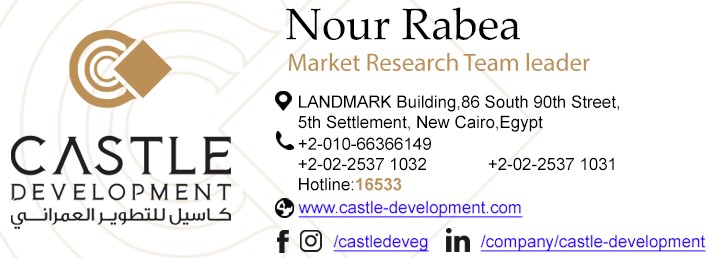 CASTLE
DEVELOPMENT
كاسيل للتطوير العمراني
Nour Rabea
Market Research Team leader
LANDMARK Building,86 South 90th Street,
5th Settlement, New Cairo,Egypt
+2-010-66366149
+2-02-2537 1032 +2-02-2537 1031
Hotline:16533
www.castle-development.com
/castledeveg /company/castle-development